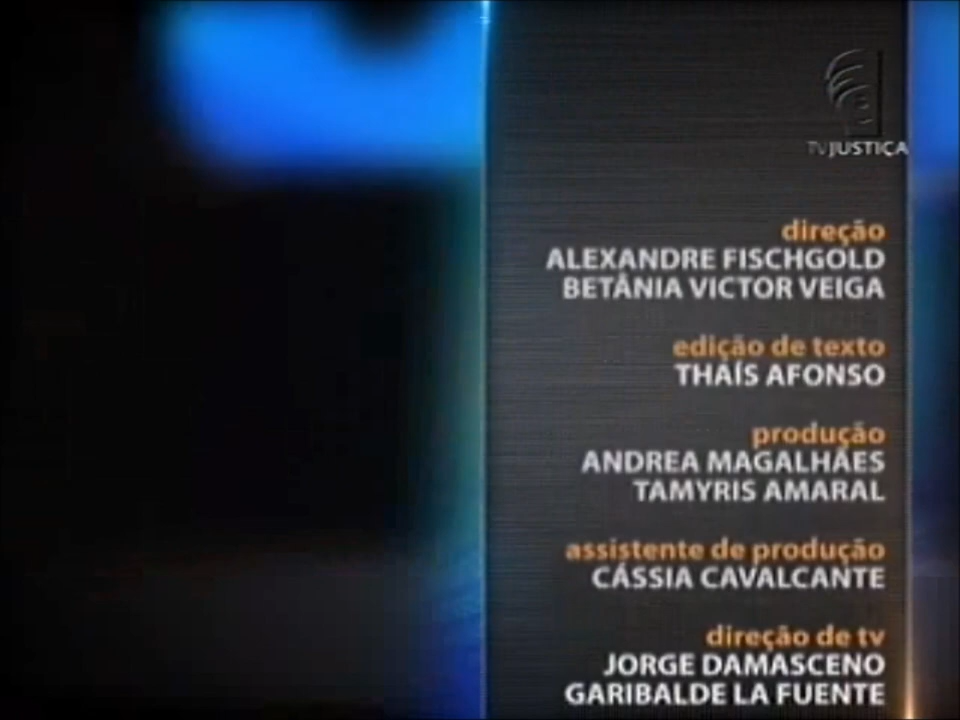 TV JUSTIÇA
direção
ALEXANDRE FISCHGOLD
BETÂNIA VICTOR VEIGA
edição de texto
THAÍS AFONSO
produção
ANDREA MAGALHÃES
TAMYRIS AMARAL
assistente de produção
CÁSSIA CAVALCANTE
direção de tv
JORGE DAMASCENO
GARIBALDE LA FUENTE